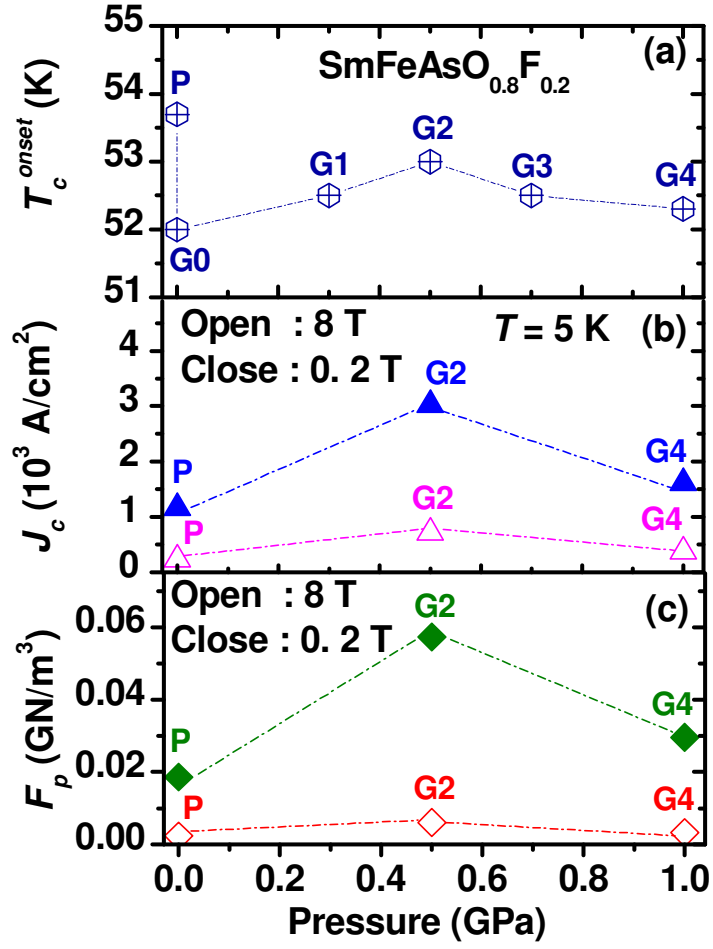 55
54
53
52
51
T_c^onset (K)
(a)
SmFeAsO0.8F0.2
P
G0
G1
G2
G3
G4
4
3
2
1
0
J_c (10^3 A/cm^2)
Open : 8 T
Close : 0. 2 T
T = 5 K (b)
G2
P
G4
G2
P
G4
0.06
0.04
0.02
0.00
F_p (GN/m^3)
Open : 8 T
Close : 0. 2 T
(c)
G2
P
G4
G2
P
G4
0.0 0.2 0.4 0.6 0.8 1.0
Pressure (GPa)